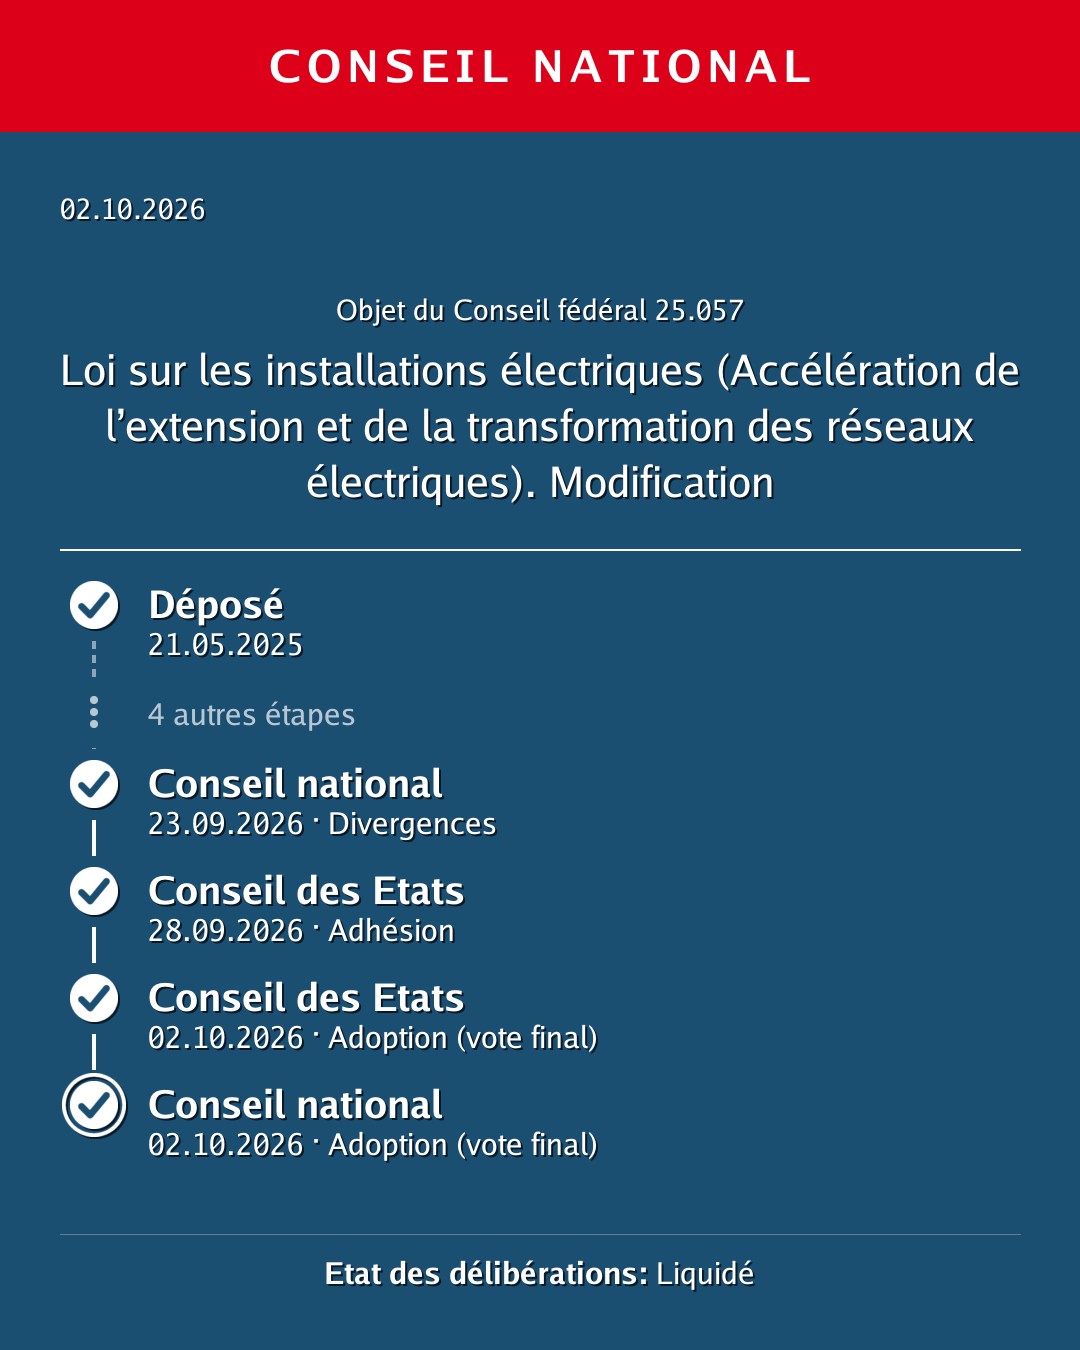 CONSEIL NATIONAL
02.10.2026
Objet du Conseil fédéral 25.057
Loi sur les installations électriques (Accélération de
l’extension et de la transformation des réseaux
électriques). Modification
Déposé
21.05.2025
4 autres étapes
Conseil national
23.09.2026 · Divergences
Conseil des Etats
28.09.2026 · Adhésion
Conseil des Etats
02.10.2026 · Adoption (vote final)
Conseil national
02.10.2026 · Adoption (vote final)
Etat des délibérations: Liquidé